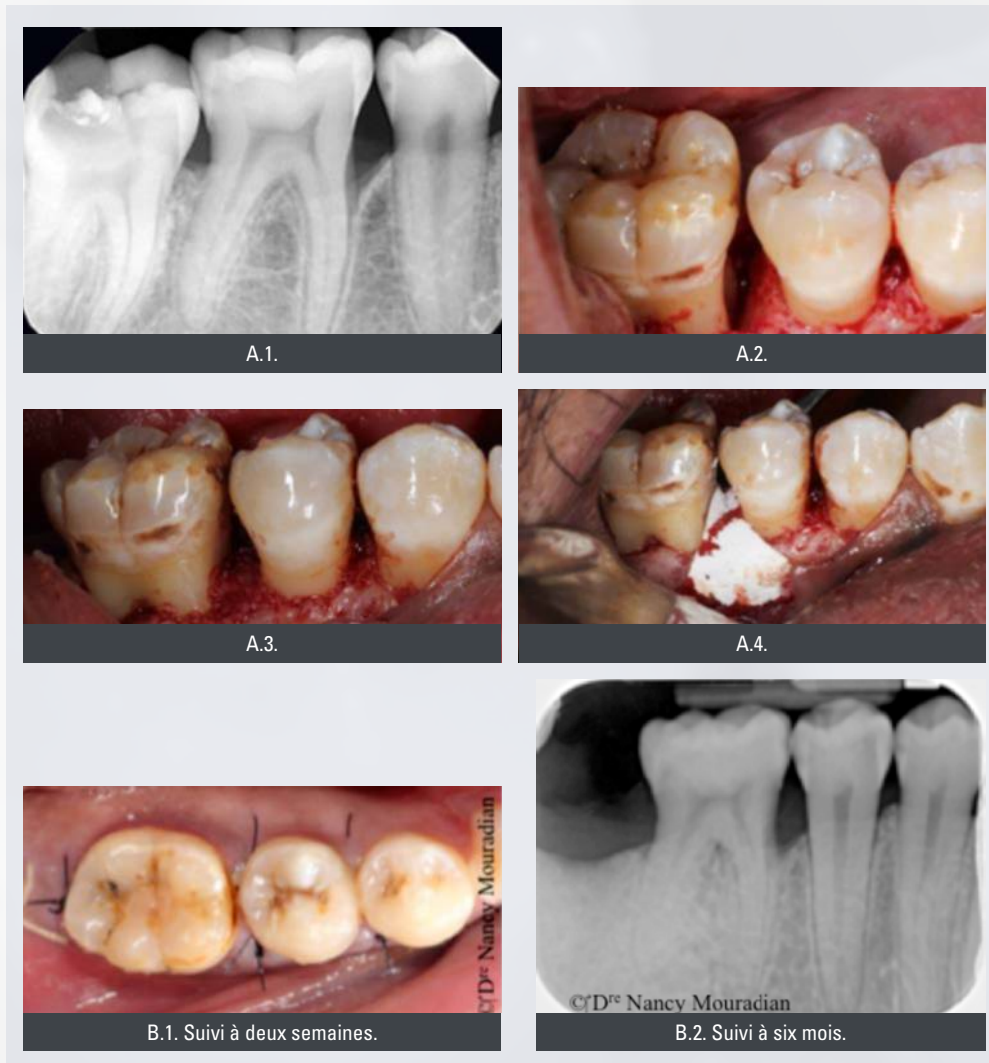 A.1.
A.2.
A.3.
A.4.
©Dre Nancy Mouradian
B.1. Suivi à deux semaines.
©Dre Nancy Mouradian
B.2. Suivi à six mois.